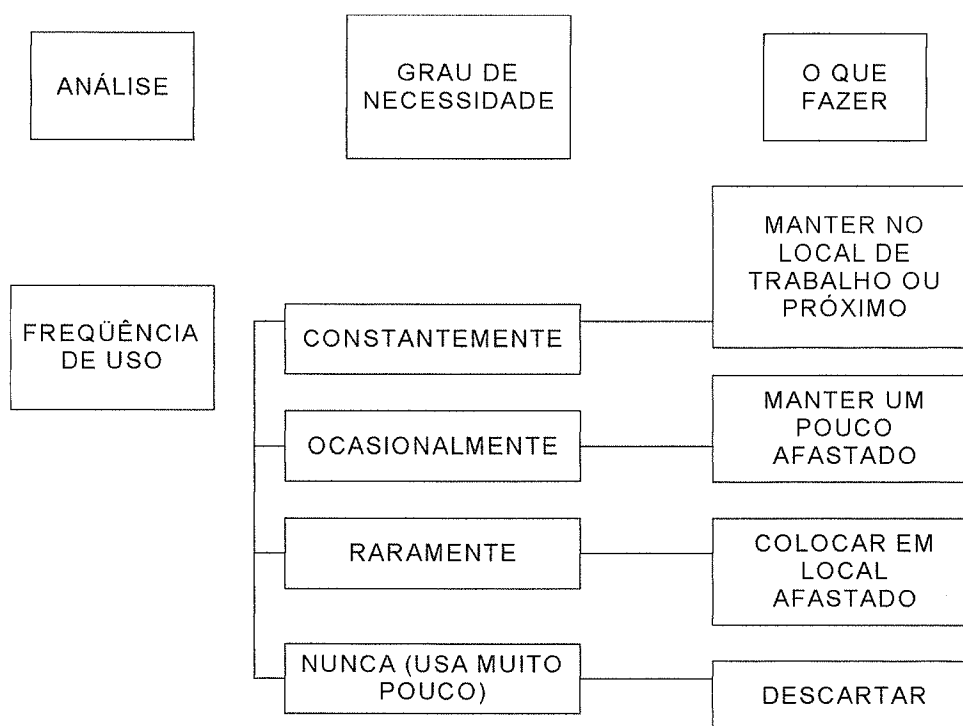 ANÁLISE
GRAU DE
NECESSIDADE
O QUE
FAZER
FREQÜÊNCIA
DE USO
CONSTANTEMENTE
MANTER NO
LOCAL DE
TRABALHO OU
PRÓXIMO
OCASIONALMENTE
MANTER UM
POUCO
AFASTADO
RARAMENTE
COLOCAR EM
LOCAL
AFASTADO
NUNCA (USA MUITO
POUCO)
DESCARTAR